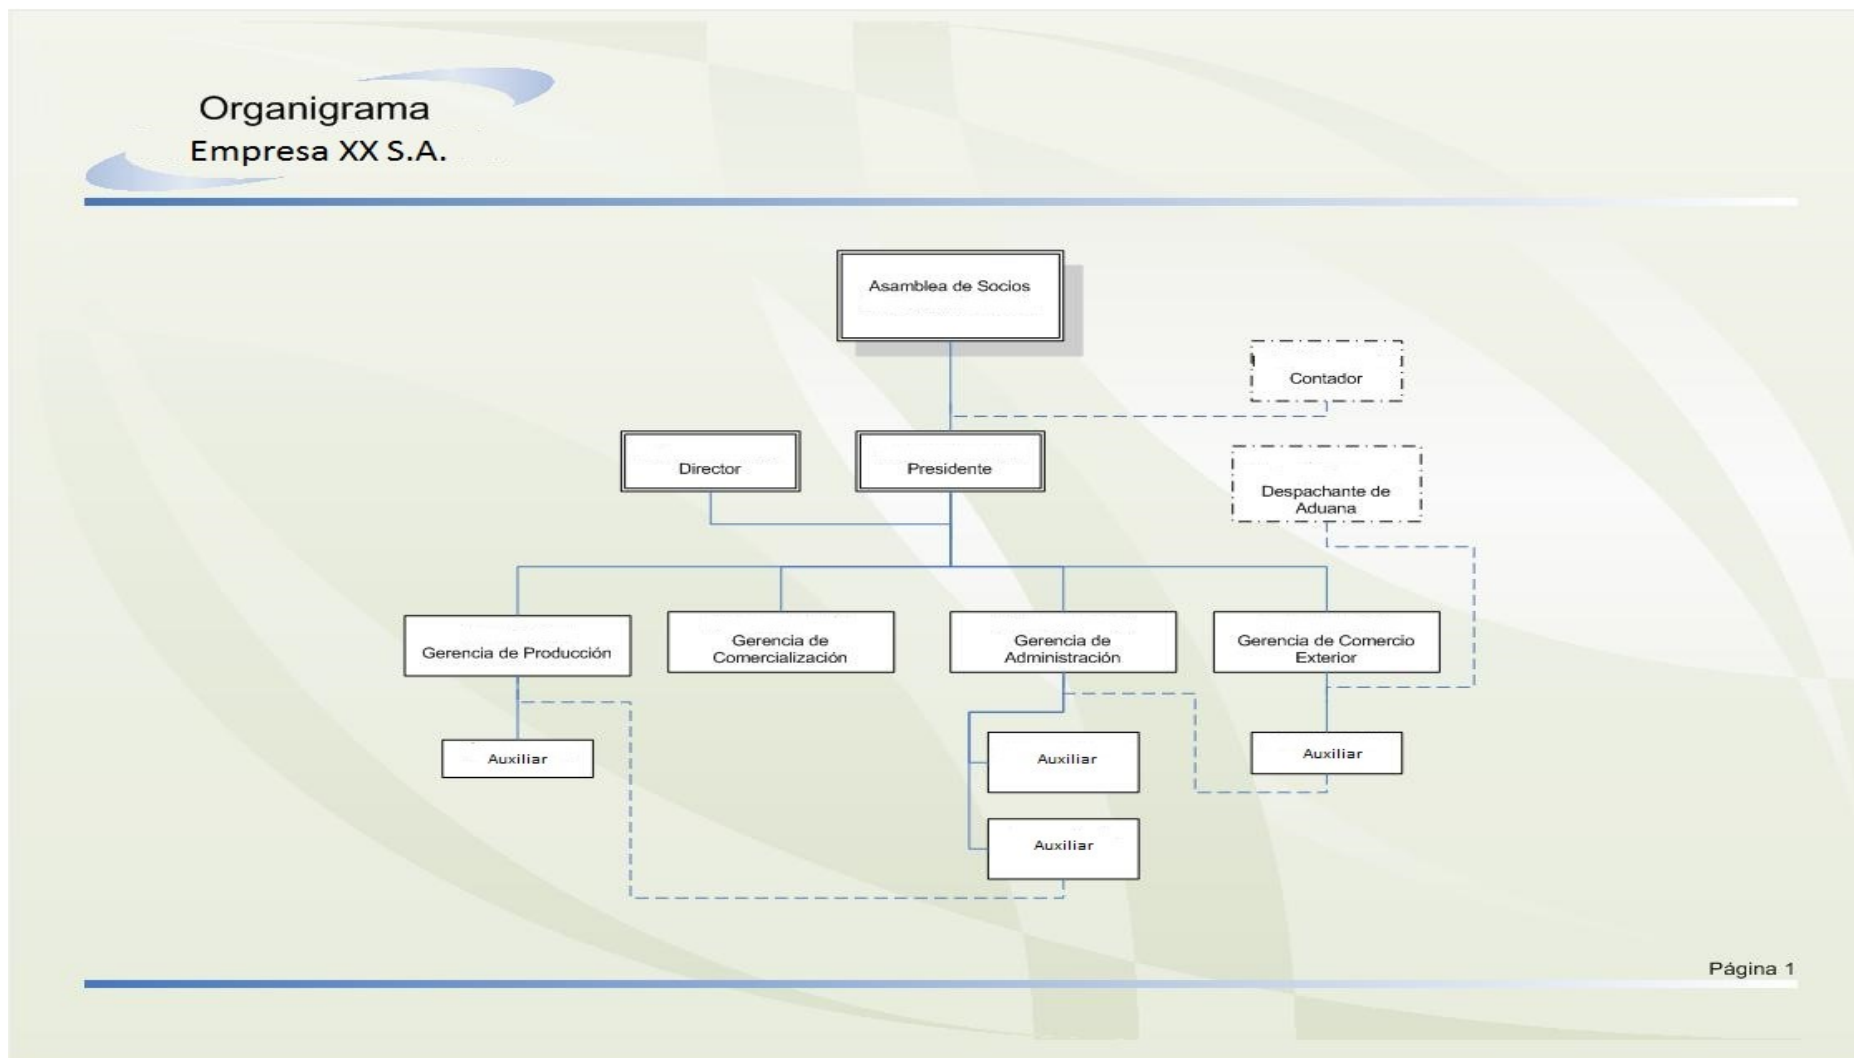 Organigrama
Empresa XX S.A.
Asamblea de Socios
Contador
Director
Presidente
Despachante de
Aduana
Gerencia de Producción
Gerencia de
Comercialización
Gerencia de
Administración
Gerencia de Comercio
Exterior
Auxiliar
Auxiliar
Auxiliar
Auxiliar
Página 1